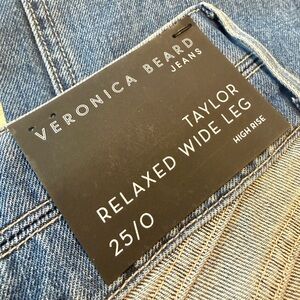 VERONICA BEARD
JEANS
TAYLOR
RELAXED WIDE LEG
HIGH RISE
25/0